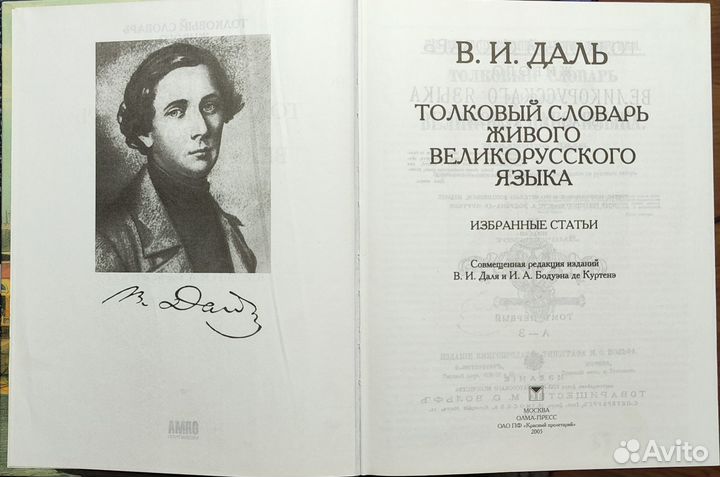 В. Даль
В. И. ДАЛЬ
ТОЛКОВЫЙ СЛОВАРЬ
ЖИВОГО
ВЕЛИКОРУССКОГО
ЯЗЫКА
ИЗБРАННЫЕ СТАТЬИ
Совмещенная редакция изданий
В. И. Даля и И. А. Бодуэна де Куртенэ
МОСКВА
ОЛМА-ПРЕСС
ОАО ПФ «Красный пролетарий»
2005
Avito